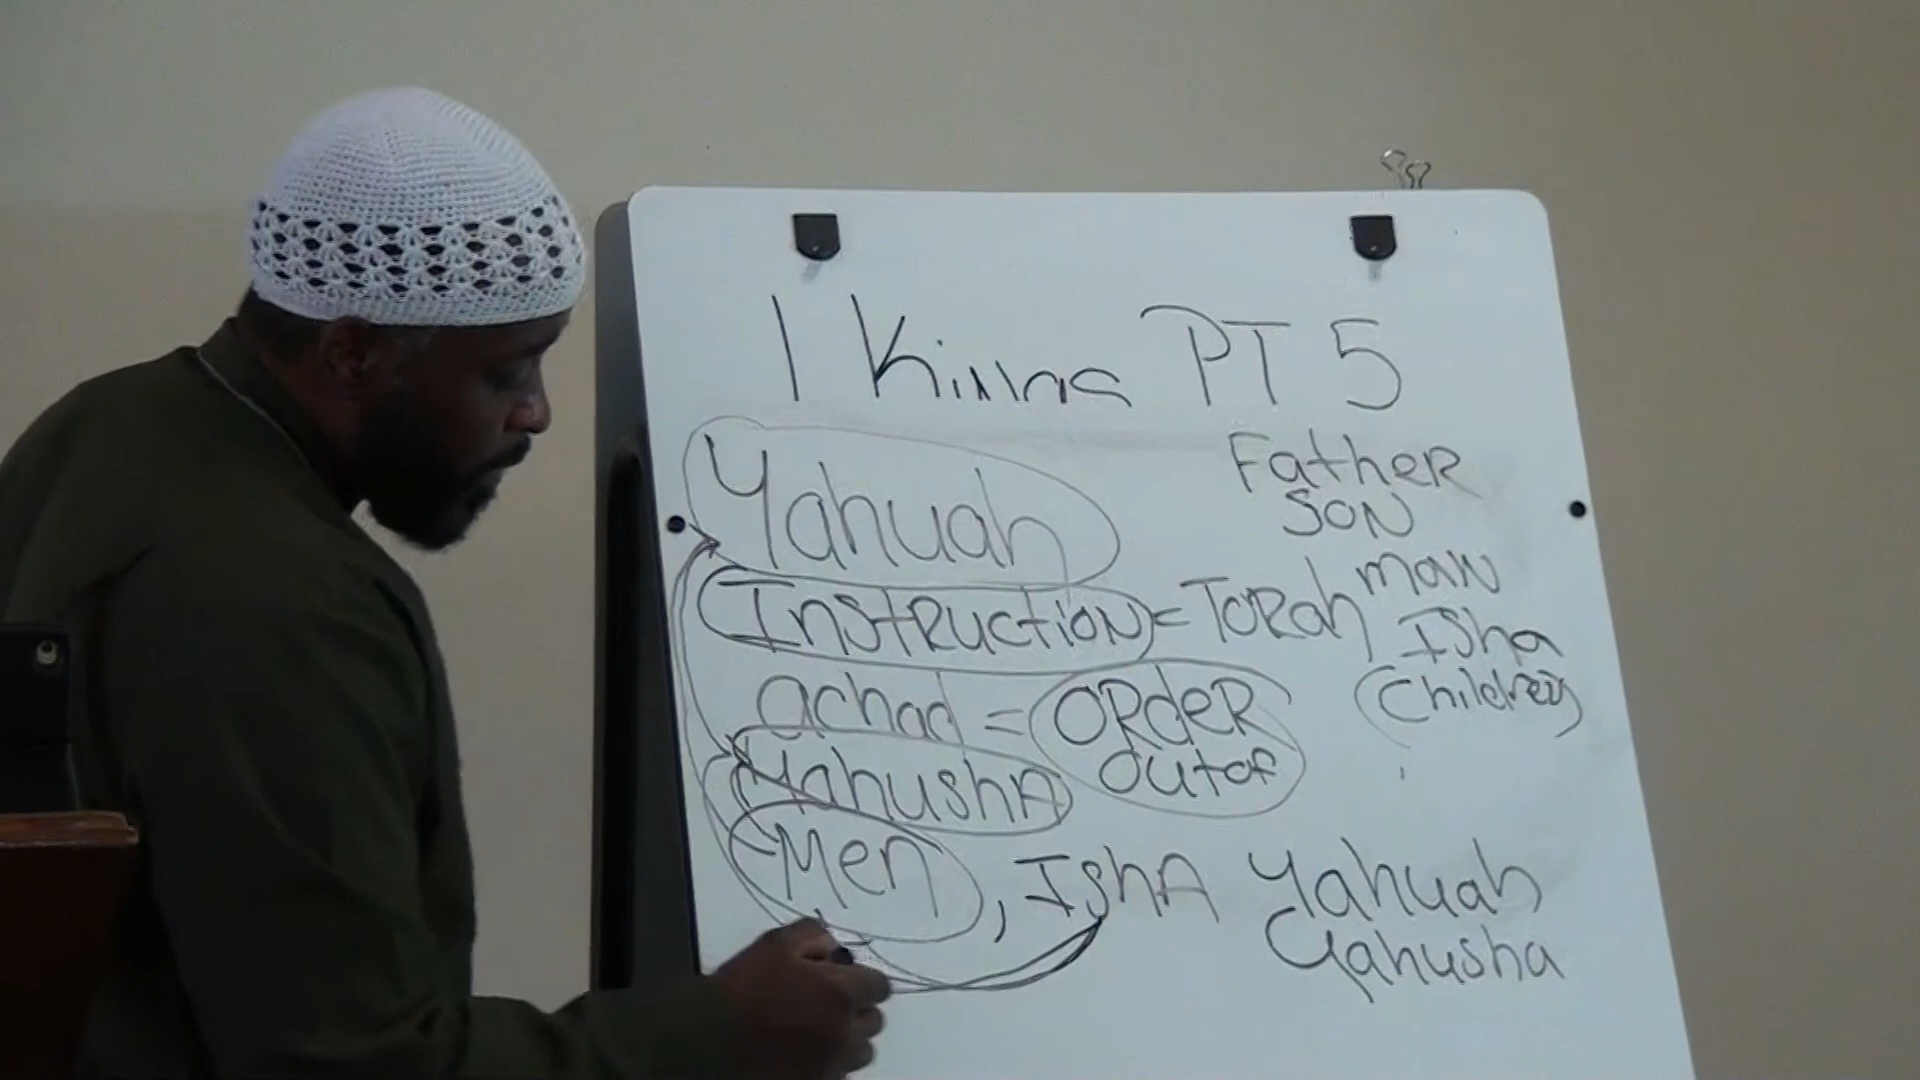 1 Kings PT 5
Yahuah
Father
SON
Instruction = TORah
man
Isha
Children
achad = ORdeR
outof
YahushA
Men, IshA
Yahuah
Yahusha